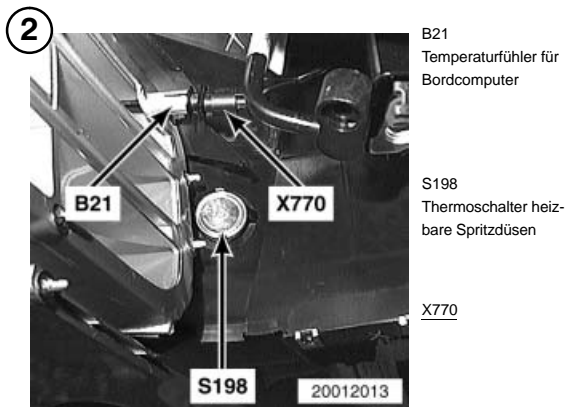 2
B21
X770
S198
20012013
B21
Temperaturfühler für
Bordcomputer
S198
Thermoschalter heiz-
bare Spritzdüsen
X770